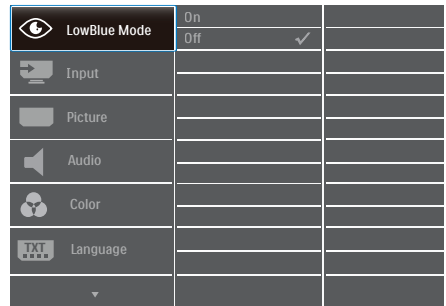 LowBlue Mode
On
Off
Input
Picture
Audio
Color
TXT
Language